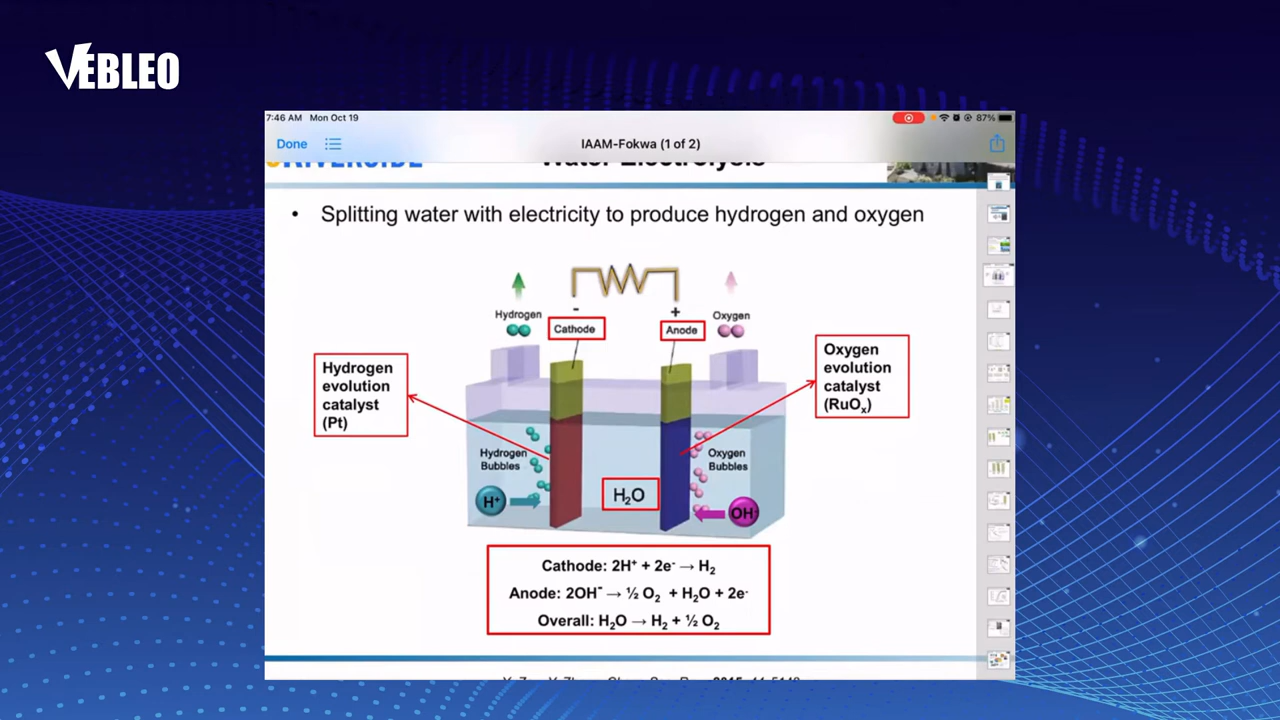 VEBLEO
7:46 AM Mon Oct 19
87%
Done
IAAM-Fokwa (1 of 2)
RIVERSIDE
Water Electrolysis
• Splitting water with electricity to produce hydrogen and oxygen
Hydrogen
-
Cathode
+
Anode
Oxygen
Hydrogen
evolution
catalyst
(Pt)
Oxygen
evolution
catalyst
(RuOₓ)
Hydrogen
Bubbles
Oxygen
Bubbles
H⁺
H₂O
OH⁻
Cathode: 2H⁺ + 2e⁻ → H₂
Anode: 2OH⁻ → ½ O₂ + H₂O + 2e⁻
Overall: H₂O → H₂ + ½ O₂